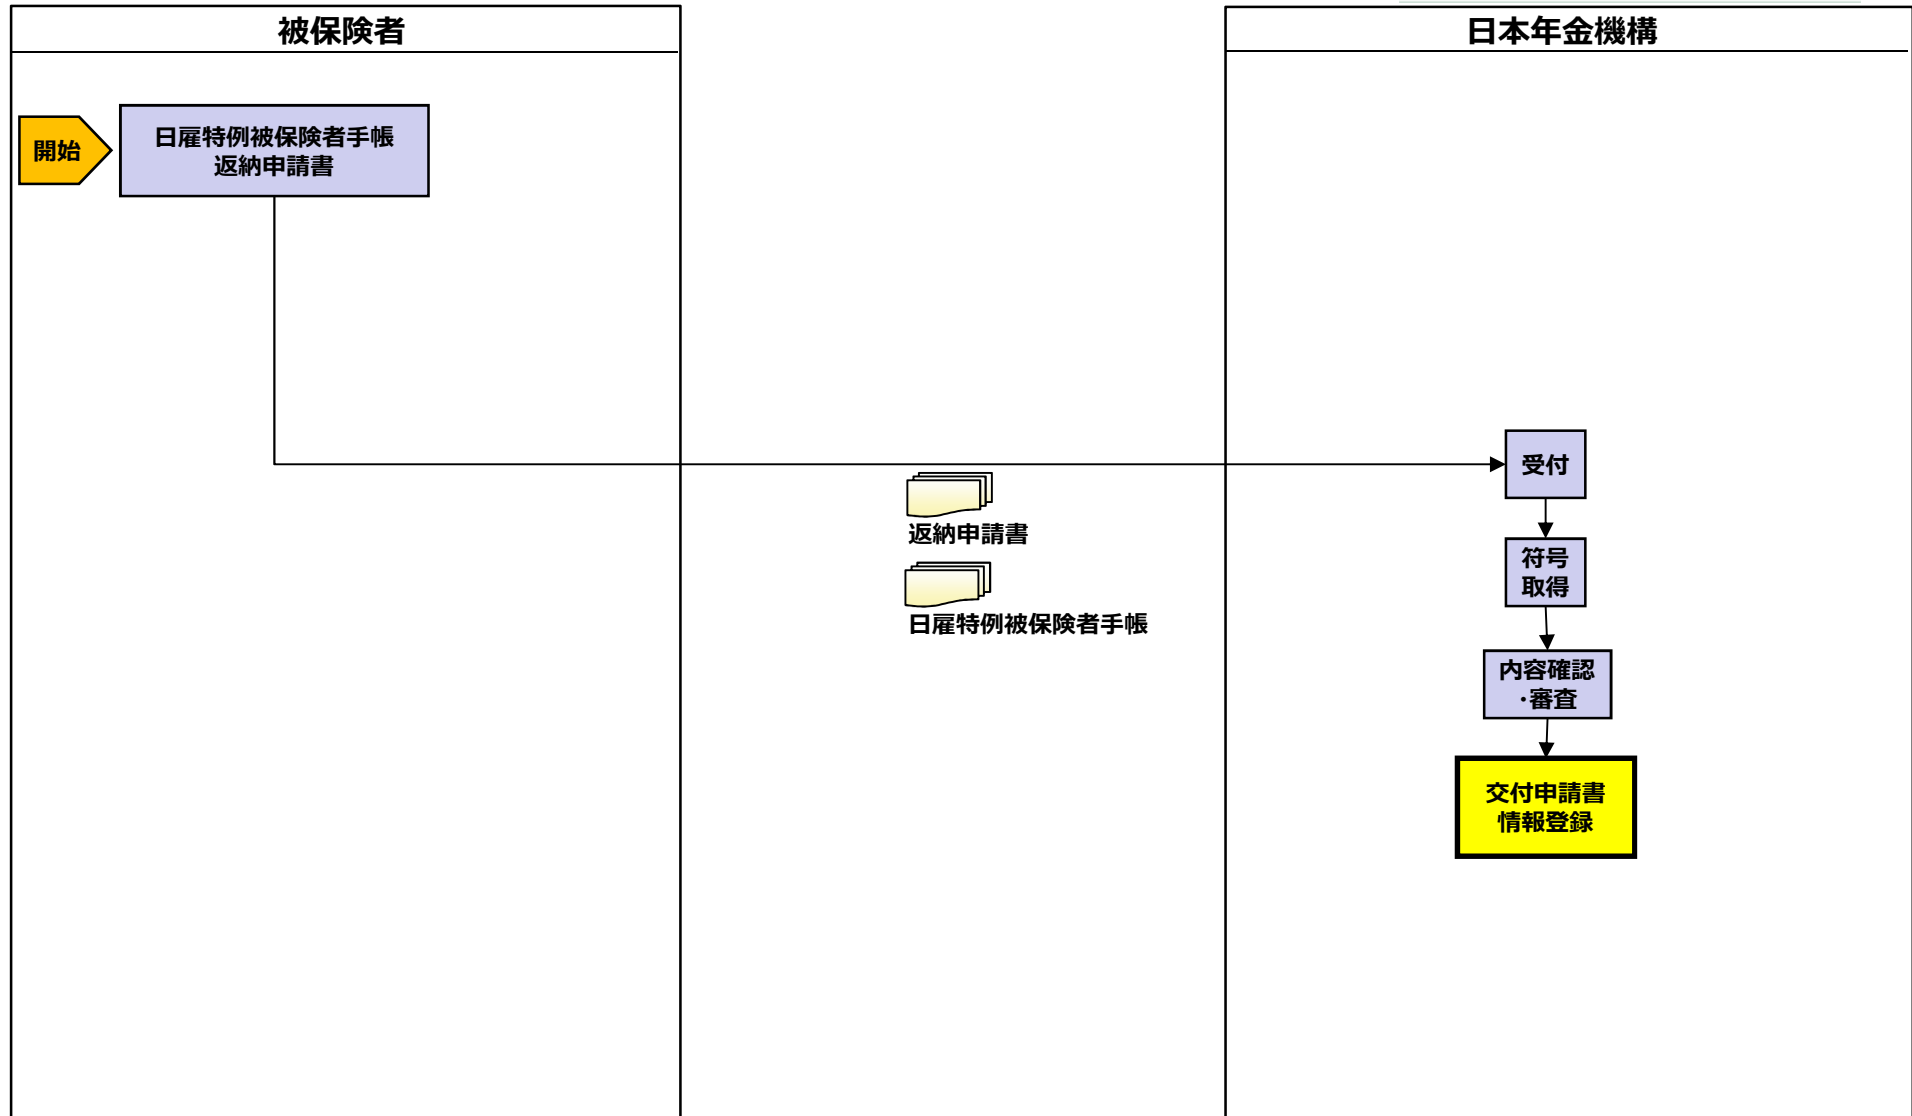 被保険者
日本年金機構
開始
日雇特例被保険者手帳
返納申請書
受付
返納申請書
符号
取得
日雇特例被保険者手帳
内容確認
・審査
交付申請書
情報登録